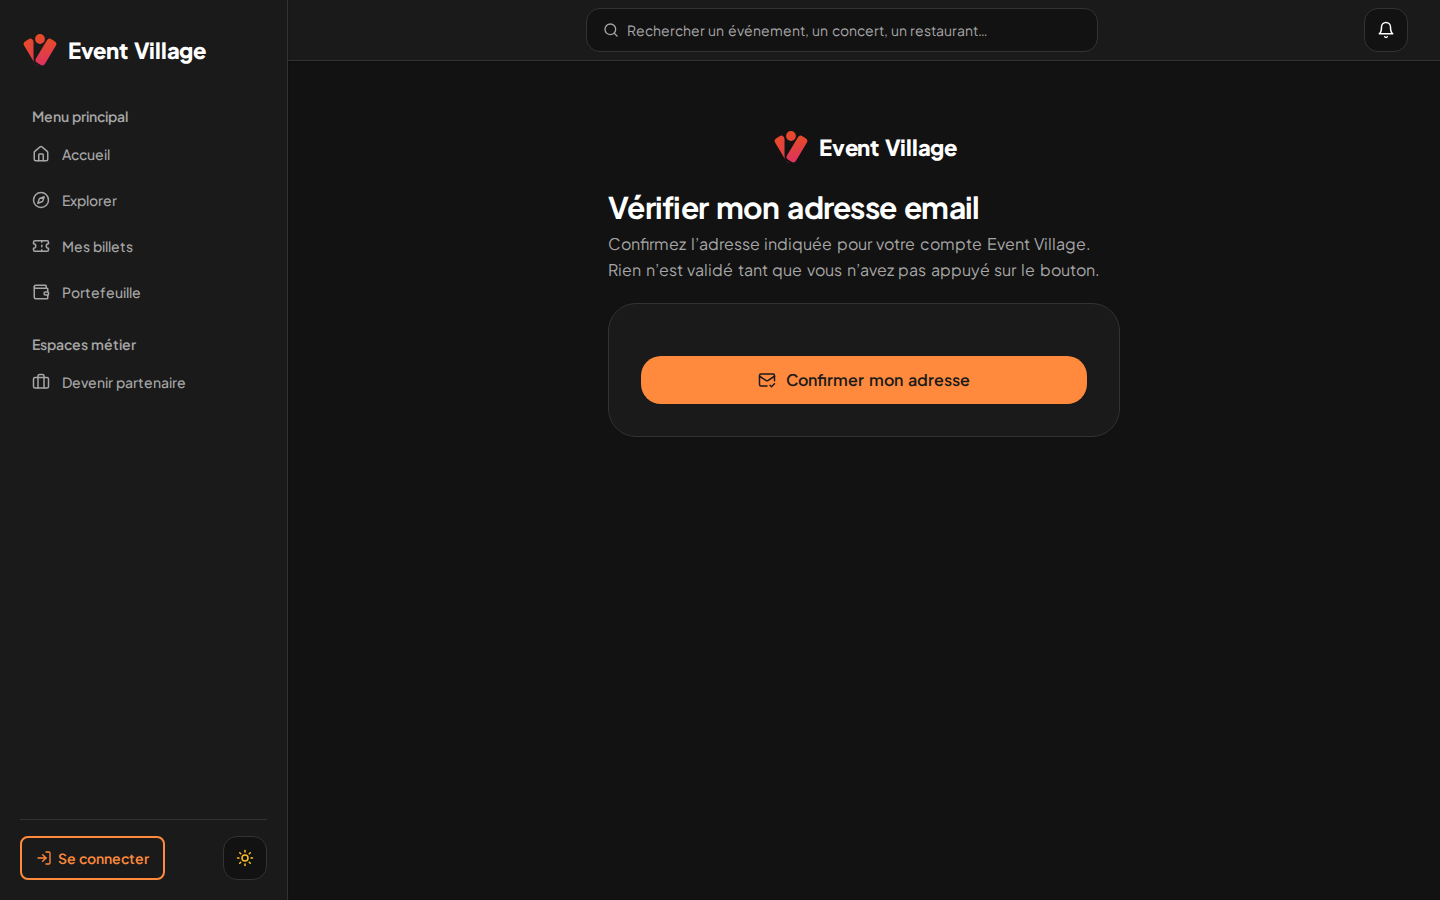 Event Village
Menu principal
Accueil
Explorer
Mes billets
Portefeuille
Espaces métier
Devenir partenaire
Se connecter
Rechercher un événement, un concert, un restaurant…
Event Village
Vérifier mon adresse email
Confirmez l’adresse indiquée pour votre compte Event Village.
Rien n’est validé tant que vous n’avez pas appuyé sur le bouton.
Confirmer mon adresse